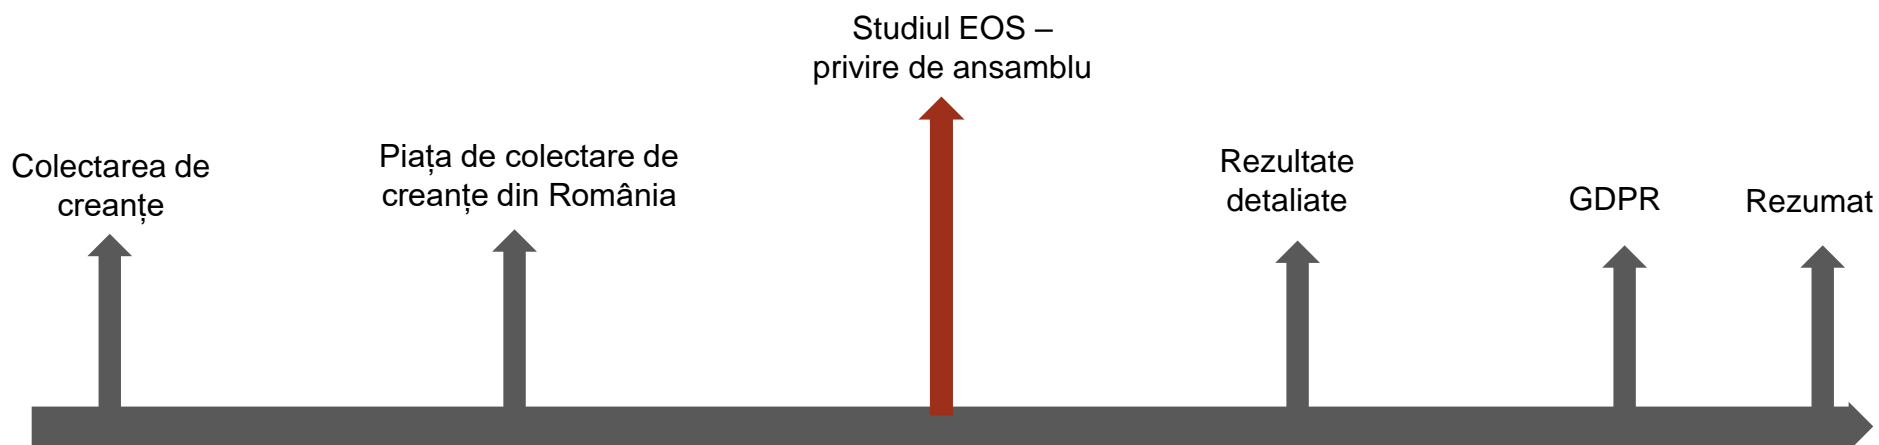 Studiul EOS –
privire de ansamblu
Colectarea de
creanțe
Piața de colectare de
creanțe din România
Rezultate
detaliate
GDPR
Rezumat